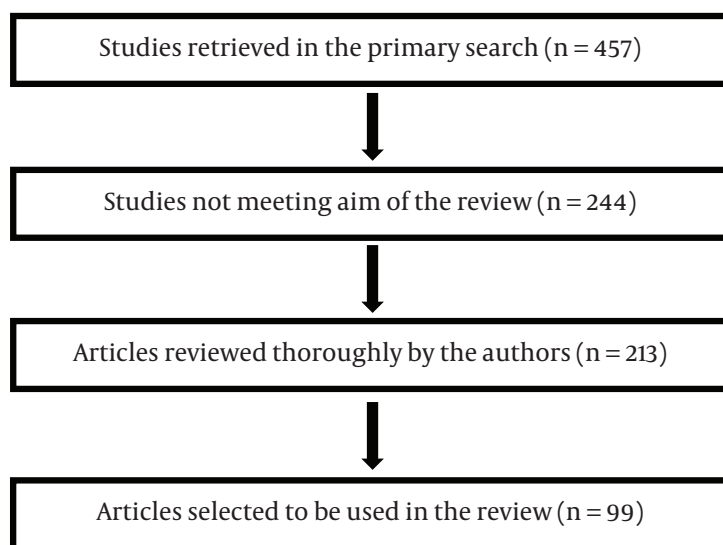 Studies retrieved in the primary search (n = 457)
Studies not meeting aim of the review (n = 244)
Articles reviewed thoroughly by the authors (n = 213)
Articles selected to be used in the review (n = 99)